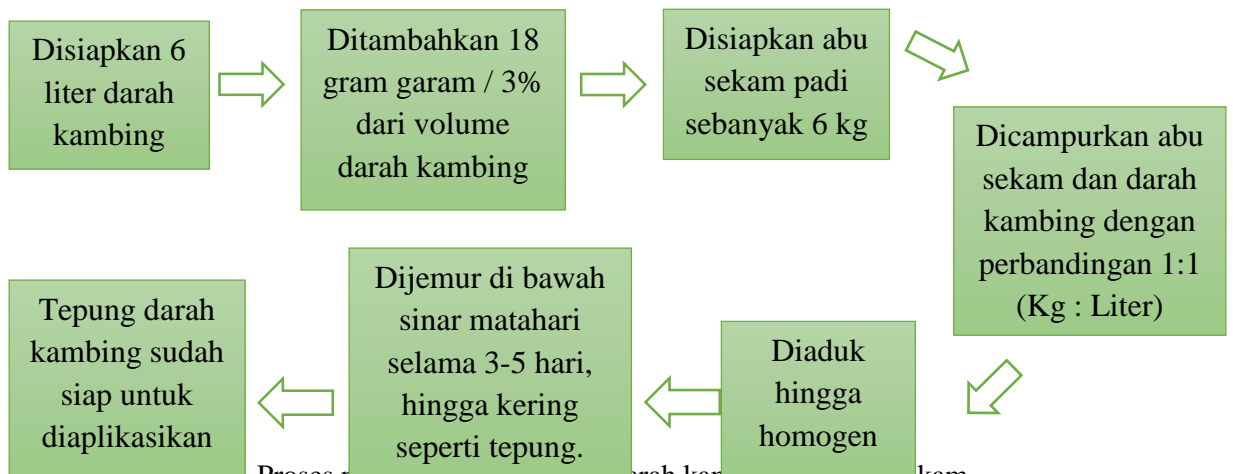 Disiapkan 6
liter darah
kambing
Ditambahkan 18
gram garam / 3%
dari volume
darah kambing
Disiapkan abu
sekam padi
sebanyak 6 kg
Dicampurkan abu
sekam dan darah
kambing dengan
perbandingan 1:1
(Kg : Liter)
Diaduk
hingga
homogen
Dijemur di bawah
sinar matahari
selama 3-5 hari,
hingga kering
seperti tepung.
Tepung darah
kambing sudah
siap untuk
diaplikasikan
Proses